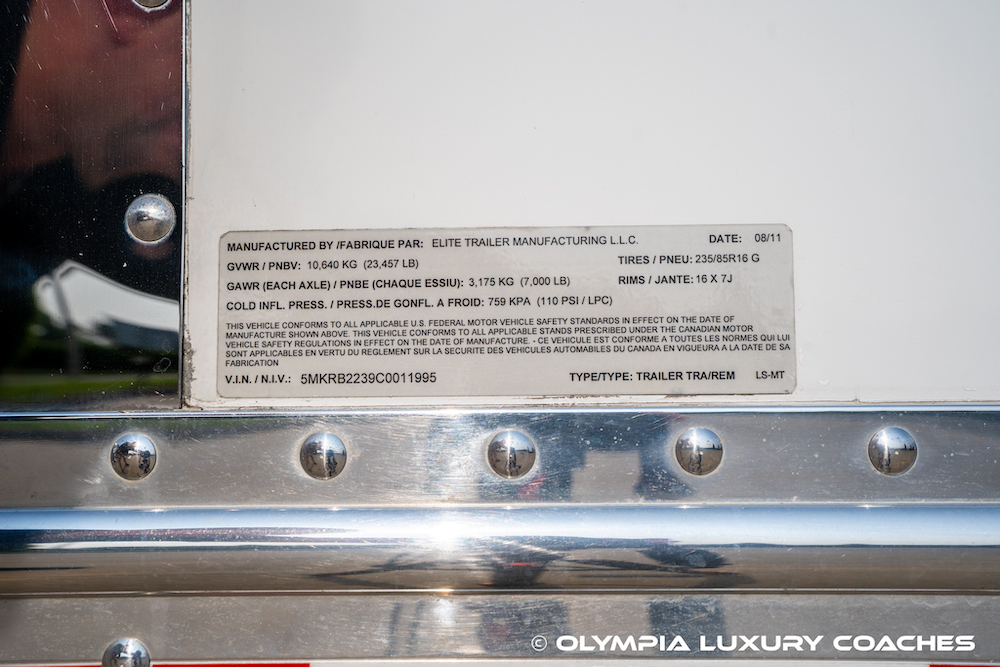 MANUFACTURED BY /FABRIQUE PAR: ELITE TRAILER MANUFACTURING L.L.C. DATE: 08/11
GVWR / PNBV: 10,640 KG (23,457 LB) TIRES / PNEU: 235/85R16 G
GAWR (EACH AXLE) / PNBE (CHAQUE ESSIU): 3,175 KG (7,000 LB) RIMS / JANTE: 16 X 7J
COLD INFL. PRESS. / PRESS.DE GONFL. A FROID: 759 KPA (110 PSI / LPC)
THIS VEHICLE CONFORMS TO ALL APPLICABLE U.S. FEDERAL MOTOR VEHICLE SAFETY STANDARDS IN EFFECT ON THE DATE OF
MANUFACTURE SHOWN ABOVE. THIS VEHICLE CONFORMS TO ALL APPLICABLE STANDS PRESCRIBED UNDER THE CANADIAN MOTOR
VEHICLE SAFETY REGULATIONS IN EFFECT ON THE DATE OF MANUFACTURE. - CE VEHICULE EST CONFORME A TOUTES LES NORMES QUI LUI
SONT APPLICABLES EN VERTU DU REGLEMENT SUR LA SECURITE DES VEHICULES AUTOMOBILES DU CANADA EN VIGUEUR A LA DATE DE SA
FABRICATION
V.I.N. / N.I.V.: 5MKRB2239C0011995 TYPE/TYPE: TRAILER TRA/REM LS-MT
© OLYMPIA LUXURY COACHES